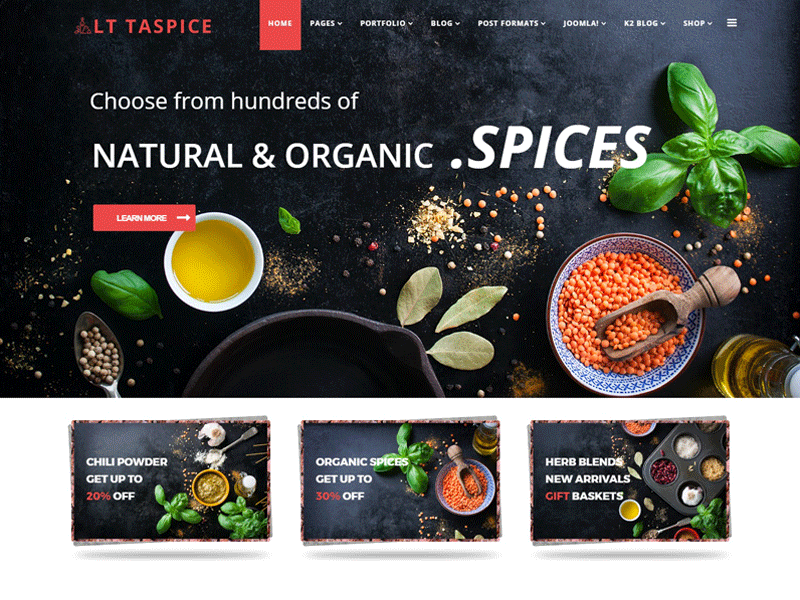 LT TASPICE
HOME PAGES PORTFOLIO BLOG POST FORMATS JOOMLA! K2 BLOG SHOP
Choose from hundreds of
NATURAL & ORGANIC .SPICES
LEARN MORE
CHILI POWDER
GET UP TO
20% OFF
ORGANIC SPICES
GET UP TO
30% OFF
HERB BLENDS
NEW ARRIVALS
GIFT BASKETS